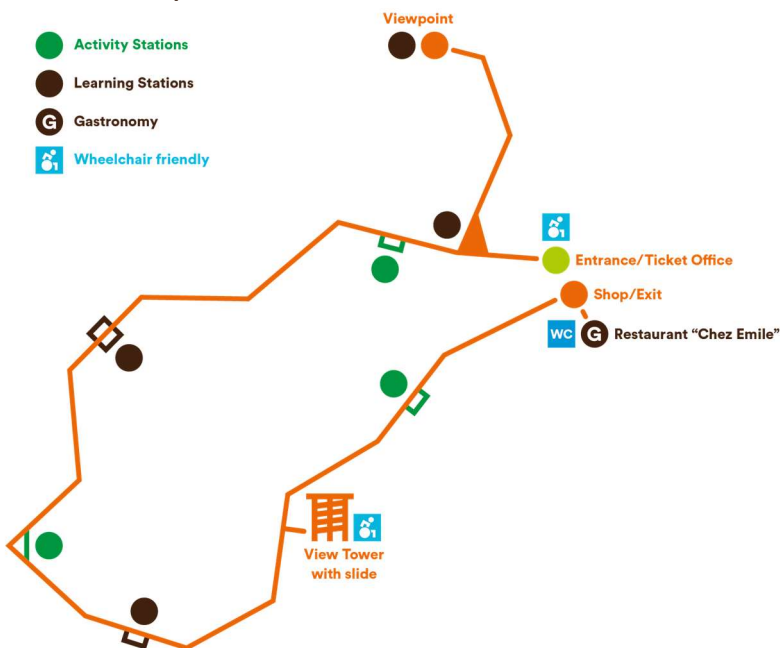 Viewpoint
Activity Stations
Learning Stations
G Gastronomy
Wheelchair friendly
Entrance/Ticket Office
Shop/Exit
WC G Restaurant “Chez Emile”
View Tower
with slide